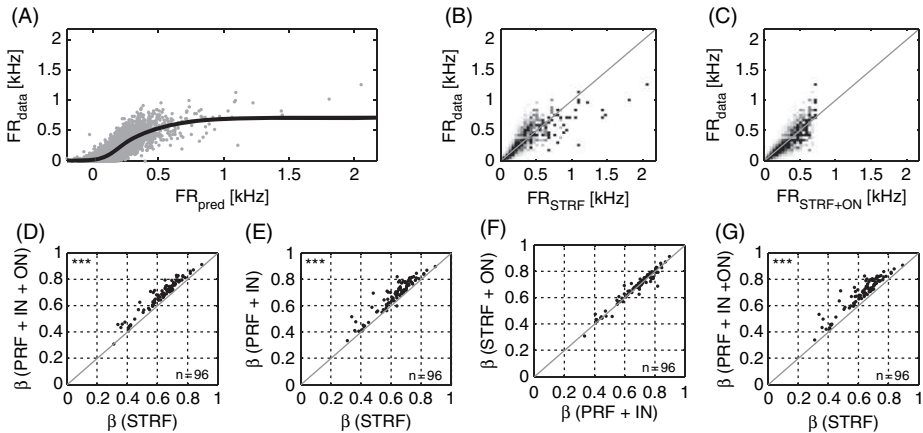 (A)
2
1.5
1
0.5
0
FR_data [kHz]
0 0.5 1 1.5 2
FR_pred [kHz]
(B)
2
1.5
1
0.5
0
FR_data [kHz]
0 0.5 1 1.5 2
FR_STRF [kHz]
(C)
2
1.5
1
0.5
0
FR_data [kHz]
0 0.5 1 1.5 2
FR_STRF+ON [kHz]
(D)
1
0.8
0.6
0.4
0.2
0
β (PRF + IN + ON)
***
n=96
0 0.2 0.4 0.6 0.8 1
β (STRF)
(E)
1
0.8
0.6
0.4
0.2
0
β (PRF + IN)
***
n=96
0 0.2 0.4 0.6 0.8 1
β (STRF)
(F)
1
0.8
0.6
0.4
0.2
0
β (STRF + ON)
n=96
0 0.2 0.4 0.6 0.8 1
β (PRF + IN)
(G)
1
0.8
0.6
0.4
0.2
0
β (PRF + IN +ON)
***
n=96
0 0.2 0.4 0.6 0.8 1
β (STRF)